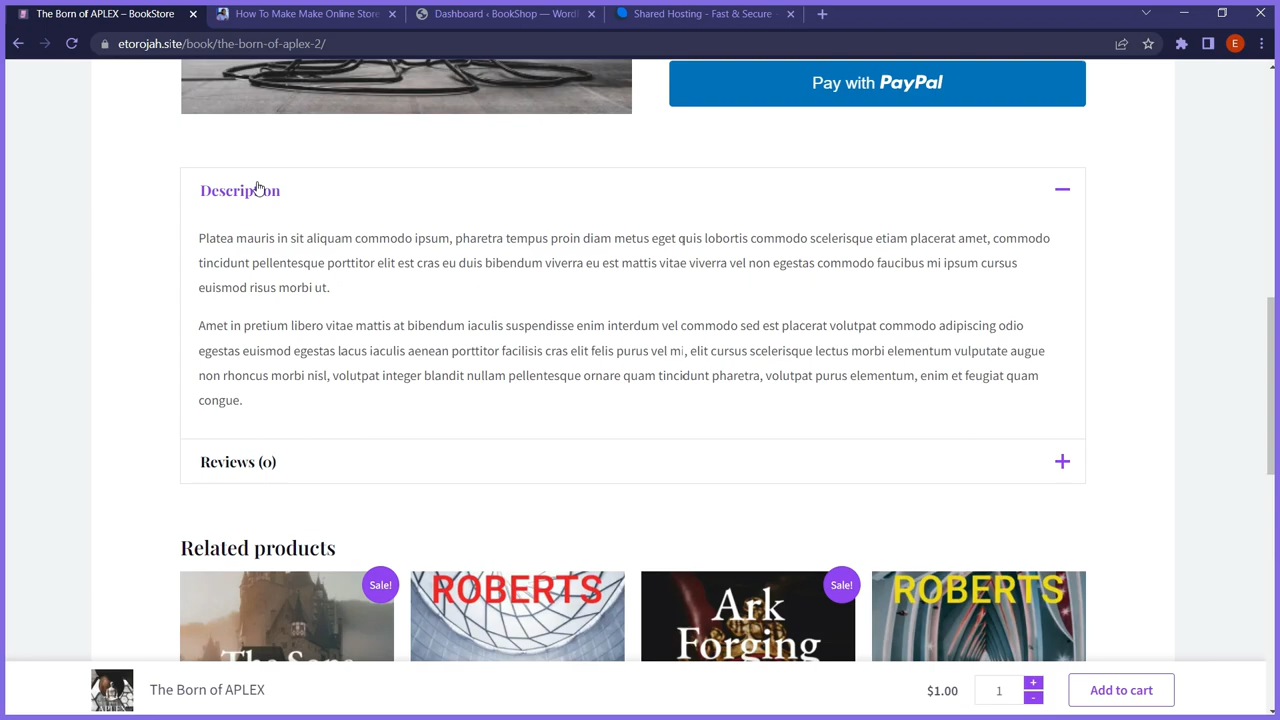 The Born of APLEX – BookStore
How To Make Make Online Store
Dashboard ‹ BookShop — Word
Shared Hosting - Fast & Secure -
etorojah.site/book/the-born-of-aplex-2/
E
Pay with PayPal
Description
Platea mauris in sit aliquam commodo ipsum, pharetra tempus proin diam metus eget quis lobortis commodo scelerisque etiam placerat amet, commodo
tincidunt pellentesque porttitor elit est cras eu duis bibendum viverra eu est mattis vitae viverra vel non egestas commodo faucibus mi ipsum cursus
euismod risus morbi ut.
Amet in pretium libero vitae mattis at bibendum iaculis suspendisse enim interdum vel commodo sed est placerat volutpat commodo adipiscing odio
egestas euismod egestas lacus iaculis aenean porttitor facilisis cras elit felis purus vel mi, elit cursus scelerisque lectus morbi elementum vulputate augue
non rhoncus morbi nisl, volutpat integer blandit nullam pellentesque ornare quam tincidunt pharetra, volutpat purus elementum, enim et feugiat quam
congue.
Reviews (0)
Related products
Sale!
ROBERTS
Sale!
Ark
Forging
ROBERTS
The Sons
The Born of APLEX
$1.00
1
+
-
Add to cart